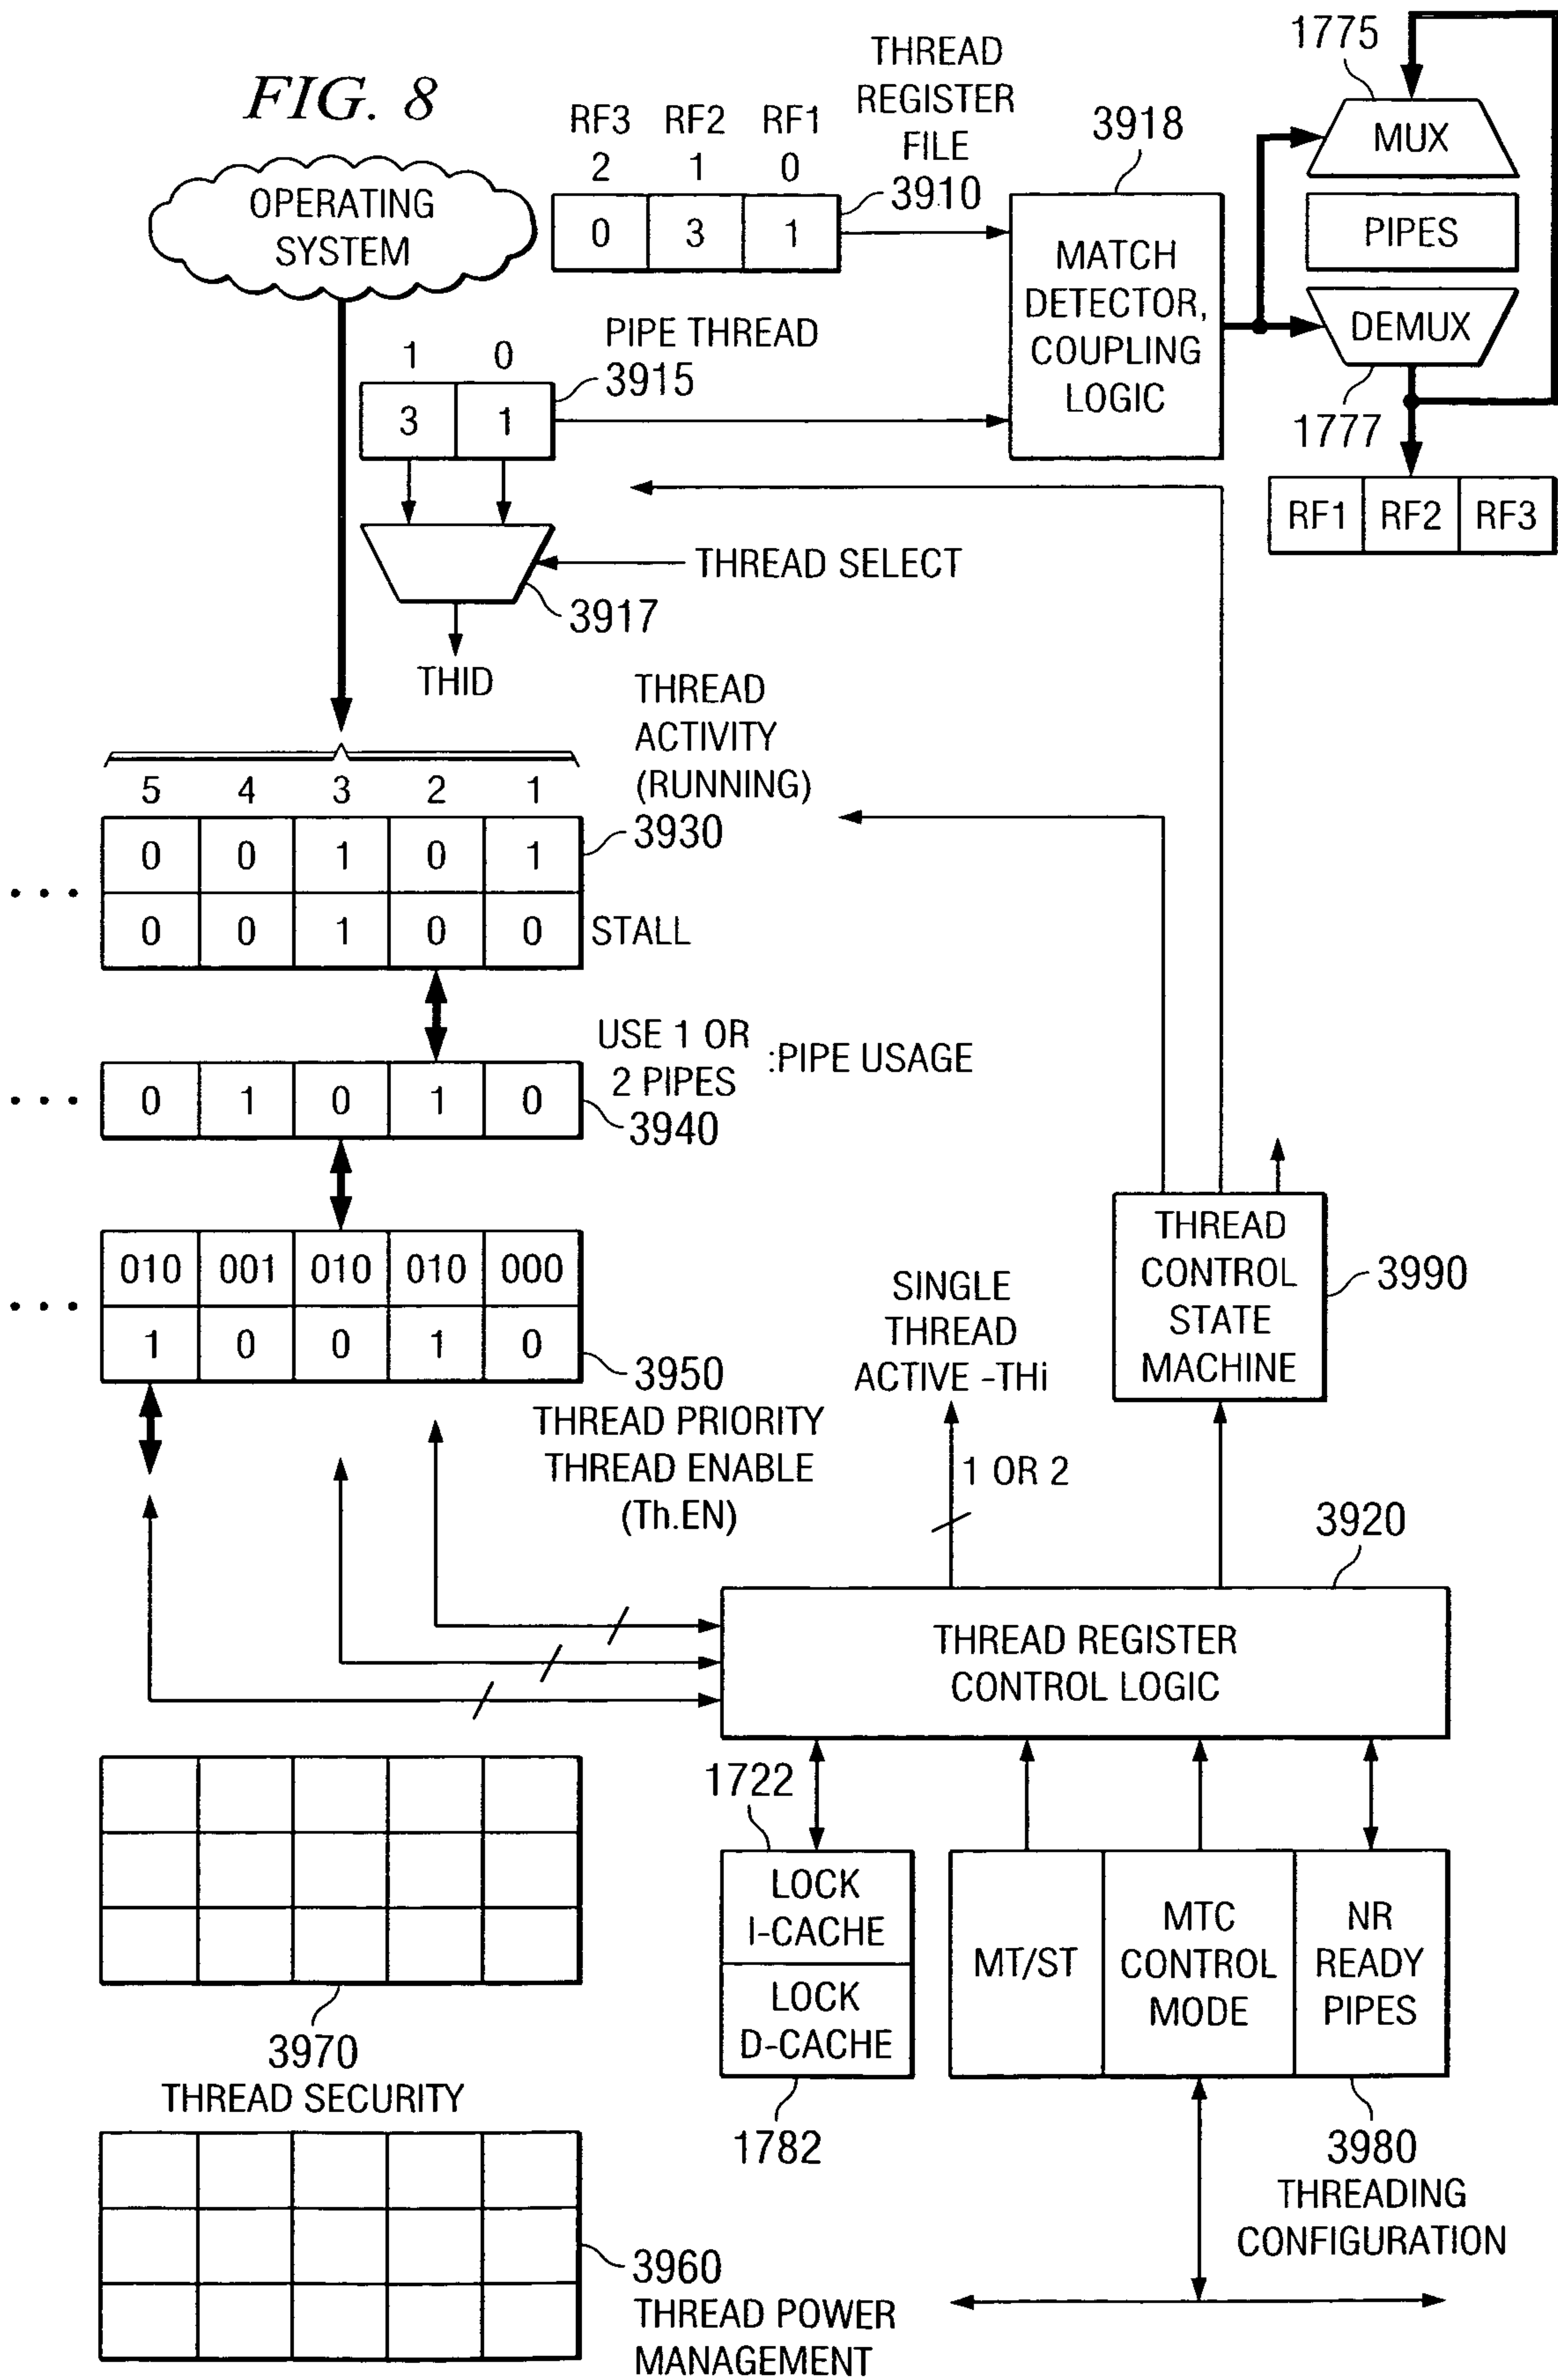 FIG. 8
OPERATING
SYSTEM
RF3 RF2 RF1
2 1 0
0 3 1
THREAD
REGISTER
FILE
3910
3918
MATCH
DETECTOR,
COUPLING
LOGIC
1775
MUX
PIPES
DEMUX
1777
RF1 RF2 RF3
PIPE THREAD
3915
1 0
3 1
THREAD SELECT
3917
THID
THREAD
ACTIVITY
(RUNNING)
3930
5 4 3 2 1
0 0 1 0 1
0 0 1 0 0
STALL
...
USE 1 OR
2 PIPES
:PIPE USAGE
3940
... 0 1 0 1 0
010 001 010 010 000
...
1 0 0 1 0
3950
THREAD PRIORITY
THREAD ENABLE
(Th.EN)
SINGLE
THREAD
ACTIVE -THi
1 OR 2
THREAD
CONTROL
STATE
MACHINE
3990
3920
THREAD REGISTER
CONTROL LOGIC
1722
LOCK
I-CACHE
LOCK
D-CACHE
1782
MT/ST
MTC
CONTROL
MODE
NR
READY
PIPES
3980
THREADING
CONFIGURATION
3970
THREAD SECURITY
3960
THREAD POWER
MANAGEMENT